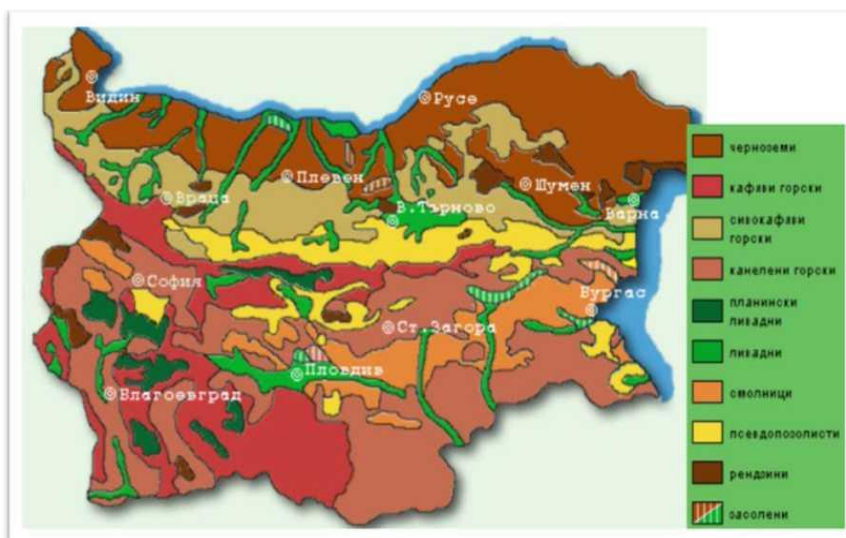 Видин
Русе
Плевен
Шумен
Враца
В.Търново
Варна
София
Бургас
Ст.Загора
Пловдив
Благоевград
черноземи
кафяви горски
сивокафяви
горски
канелени горски
планински
ливадни
ливадни
смолници
псевдопозолисти
рендзини
засолени